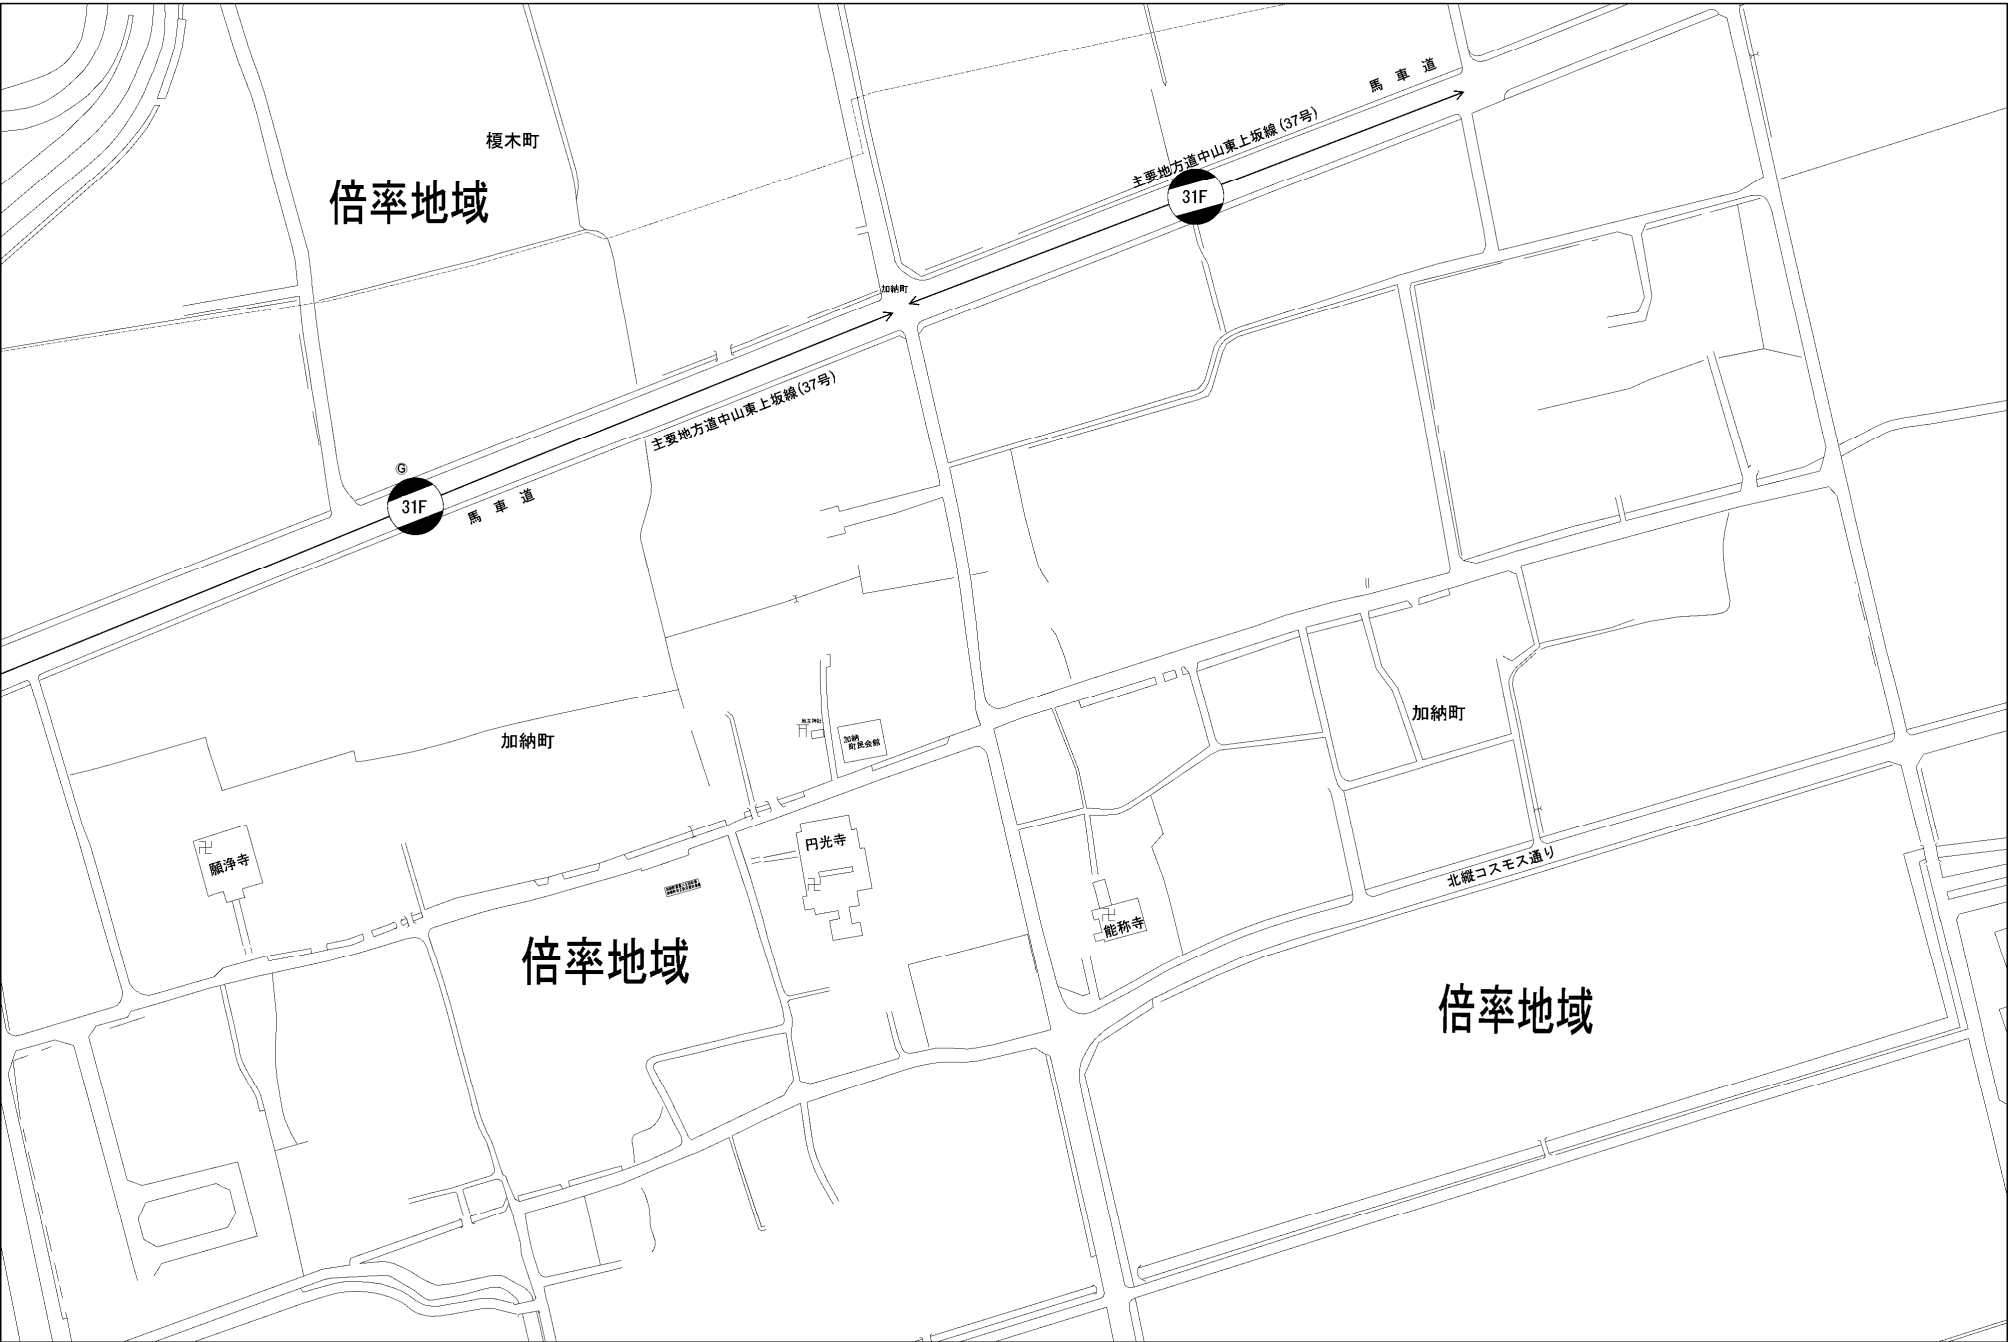 馬車道
主要地方道中山東上坂線(37号)
31F
榎木町
倍率地域
加納町
主要地方道中山東上坂線(37号)
G
31F
馬車道
加納町
加納町
加納
町民会館
円光寺
願浄寺
能称寺
北縦コスモス通り
倍率地域
倍率地域